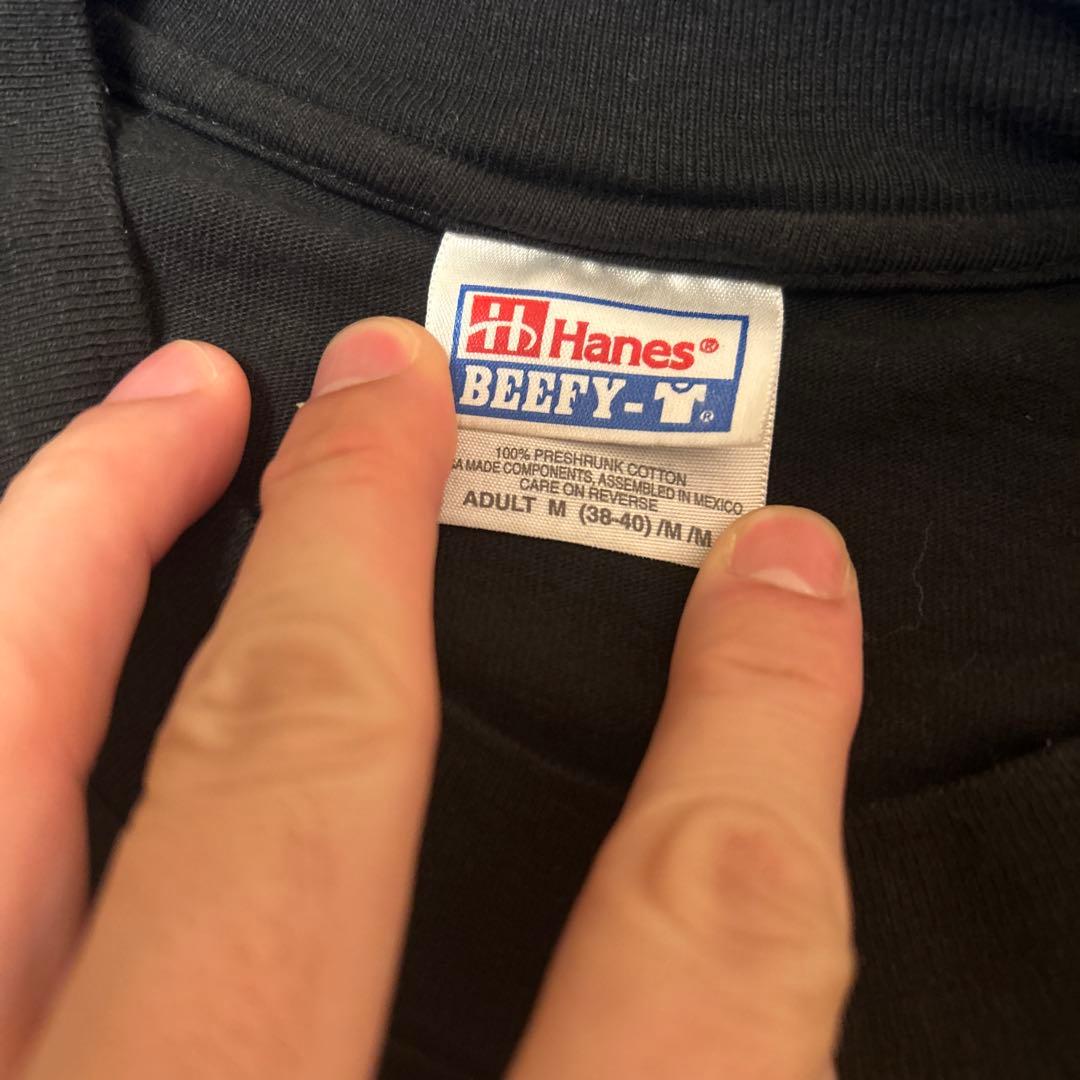 Hanes®
BEEFY-®
100% PRESHRUNK COTTON
MADE COMPONENTS, ASSEMBLED IN MEXICO
CARE ON REVERSE
ADULT M (38-40) /M /M